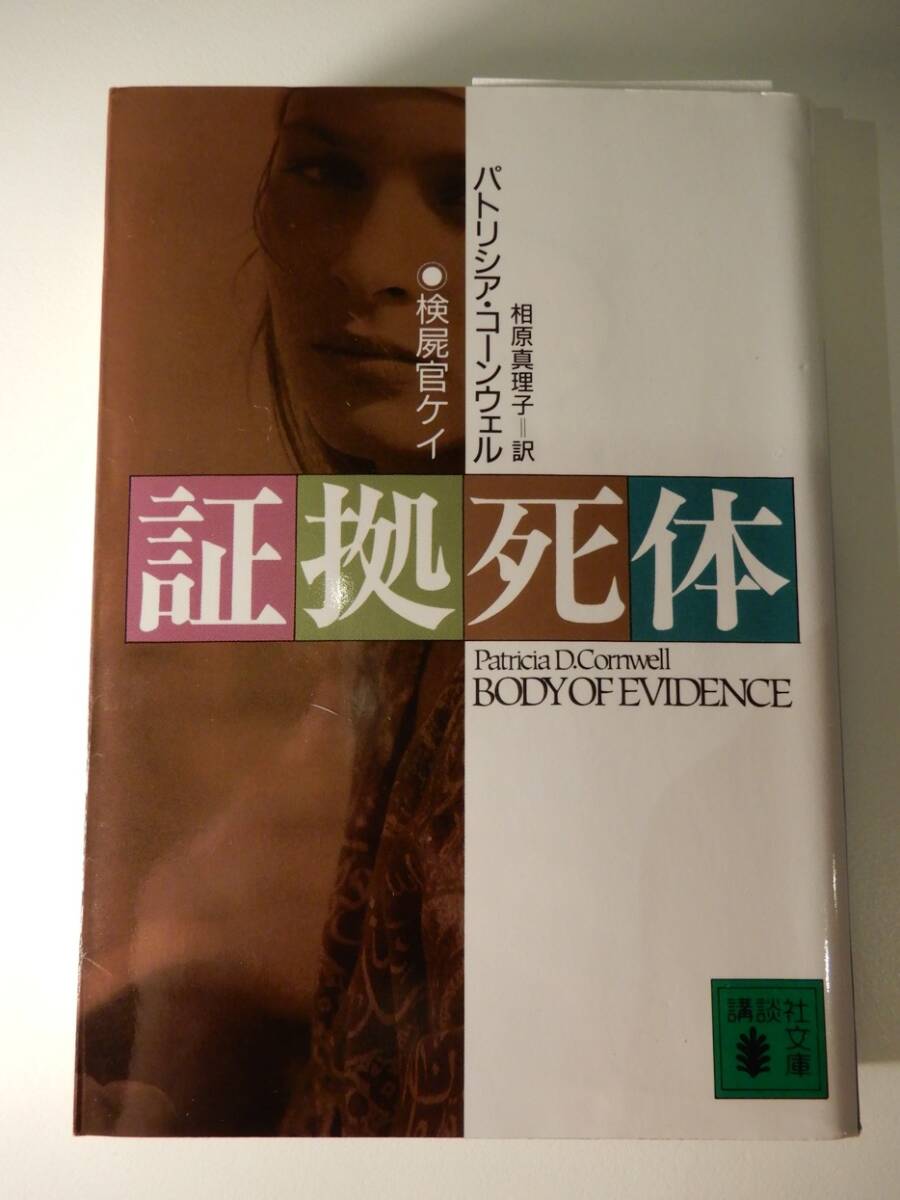 パトリシア・コーンウェル
相原真理子=訳
◉検屍官ケイ
証拠死体
Patricia D.Cornwell
BODY OF EVIDENCE
講談社
文庫